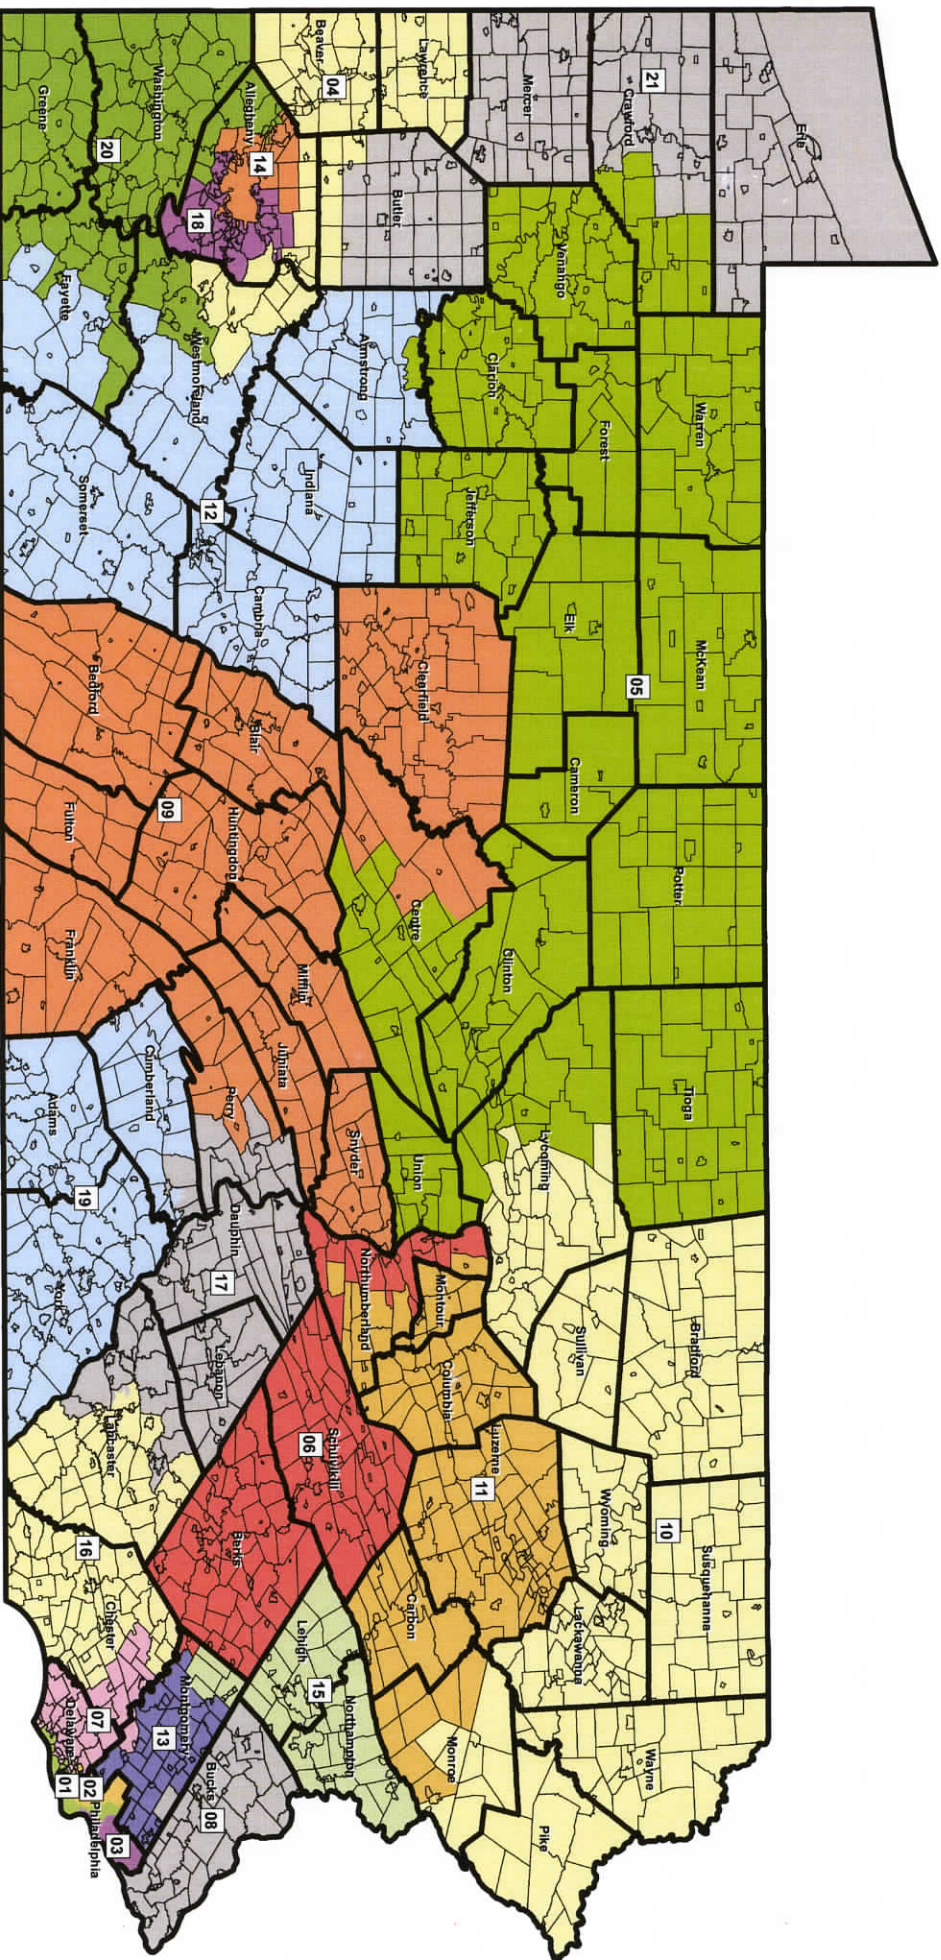 Erie
21
Crawford
Mercer
Lawrence
Beaver
04
Butler
Allegheny
14
18
Washington
20
Greene
Fayette
Westmoreland
Armstrong
Clarion
Venango
Forest
Warren
McKean
05
Elk
Cameron
Jefferson
Indiana
12
Cambria
Somerset
Bedford
Blair
Clearfield
Centre
Clinton
Potter
Tioga
Lycoming
Union
Snyder
Mifflin
Juniata
Huntingdon
09
Fulton
Franklin
Perry
Cumberland
Adams
19
York
Dauphin
17
Lebanon
Lancaster
Northumberland
Montour
Columbia
Sullivan
Bradford
Susquehanna
10
Wyoming
Lackawanna
Wayne
Pike
Monroe
Luzerne
11
Carbon
Schuylkill
06
Berks
Lehigh
15
Northampton
Bucks
08
Montgomery
13
Chester
16
Delaware
07
01
02
Philadelphia
03